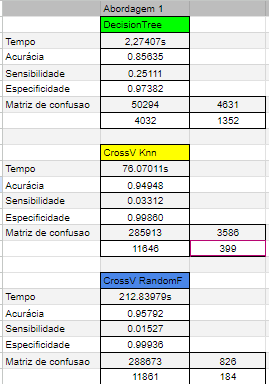 Abordagem 1
DecisionTree
Tempo 2,27407s
Acurácia 0.85635
Sensibilidade 0.25111
Especificidade 0.97382
Matriz de confusao 50294 4631
4032 1352
CrossV Knn
Tempo 76.07011s
Acurácia 0.94948
Sensibilidade 0.03312
Especificidade 0.99860
Matriz de confusao 285913 3586
11646 399
CrossV RandomF
Tempo 212.83979s
Acurácia 0.95792
Sensibilidade 0.01527
Especificidade 0.99936
Matriz de confusao 288673 826
11861 184